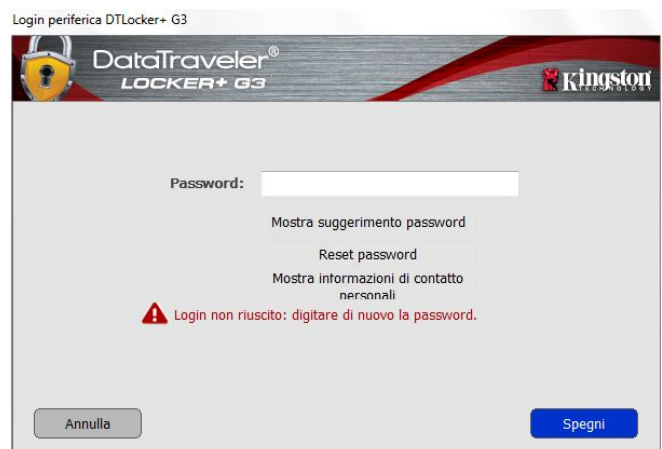 Login periferica DTLocker+ G3
DataTraveler®
LOCKER+ G3
Kingston
TECHNOLOGY
Password:
Mostra suggerimento password
Reset password
Mostra informazioni di contatto
personali
Login non riuscito: digitare di nuovo la password.
Annulla
Spegni